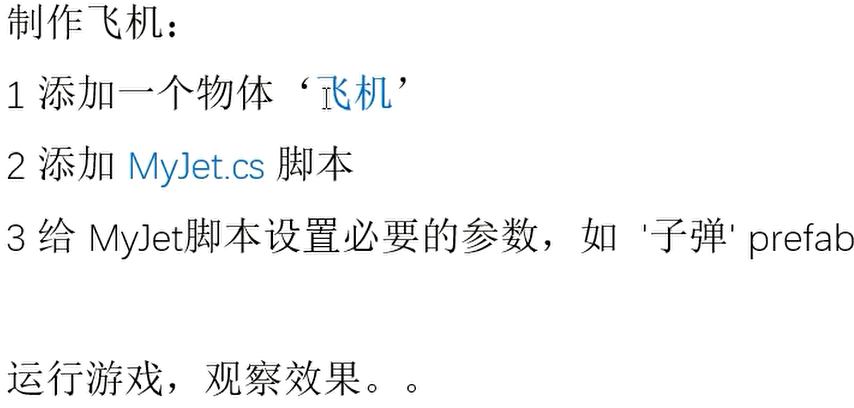 制作飞机：
1 添加一个物体 ‘飞机’
2 添加 MyJet.cs 脚本
3 给 MyJet脚本设置必要的参数，如 '子弹' prefab
运行游戏，观察效果。。